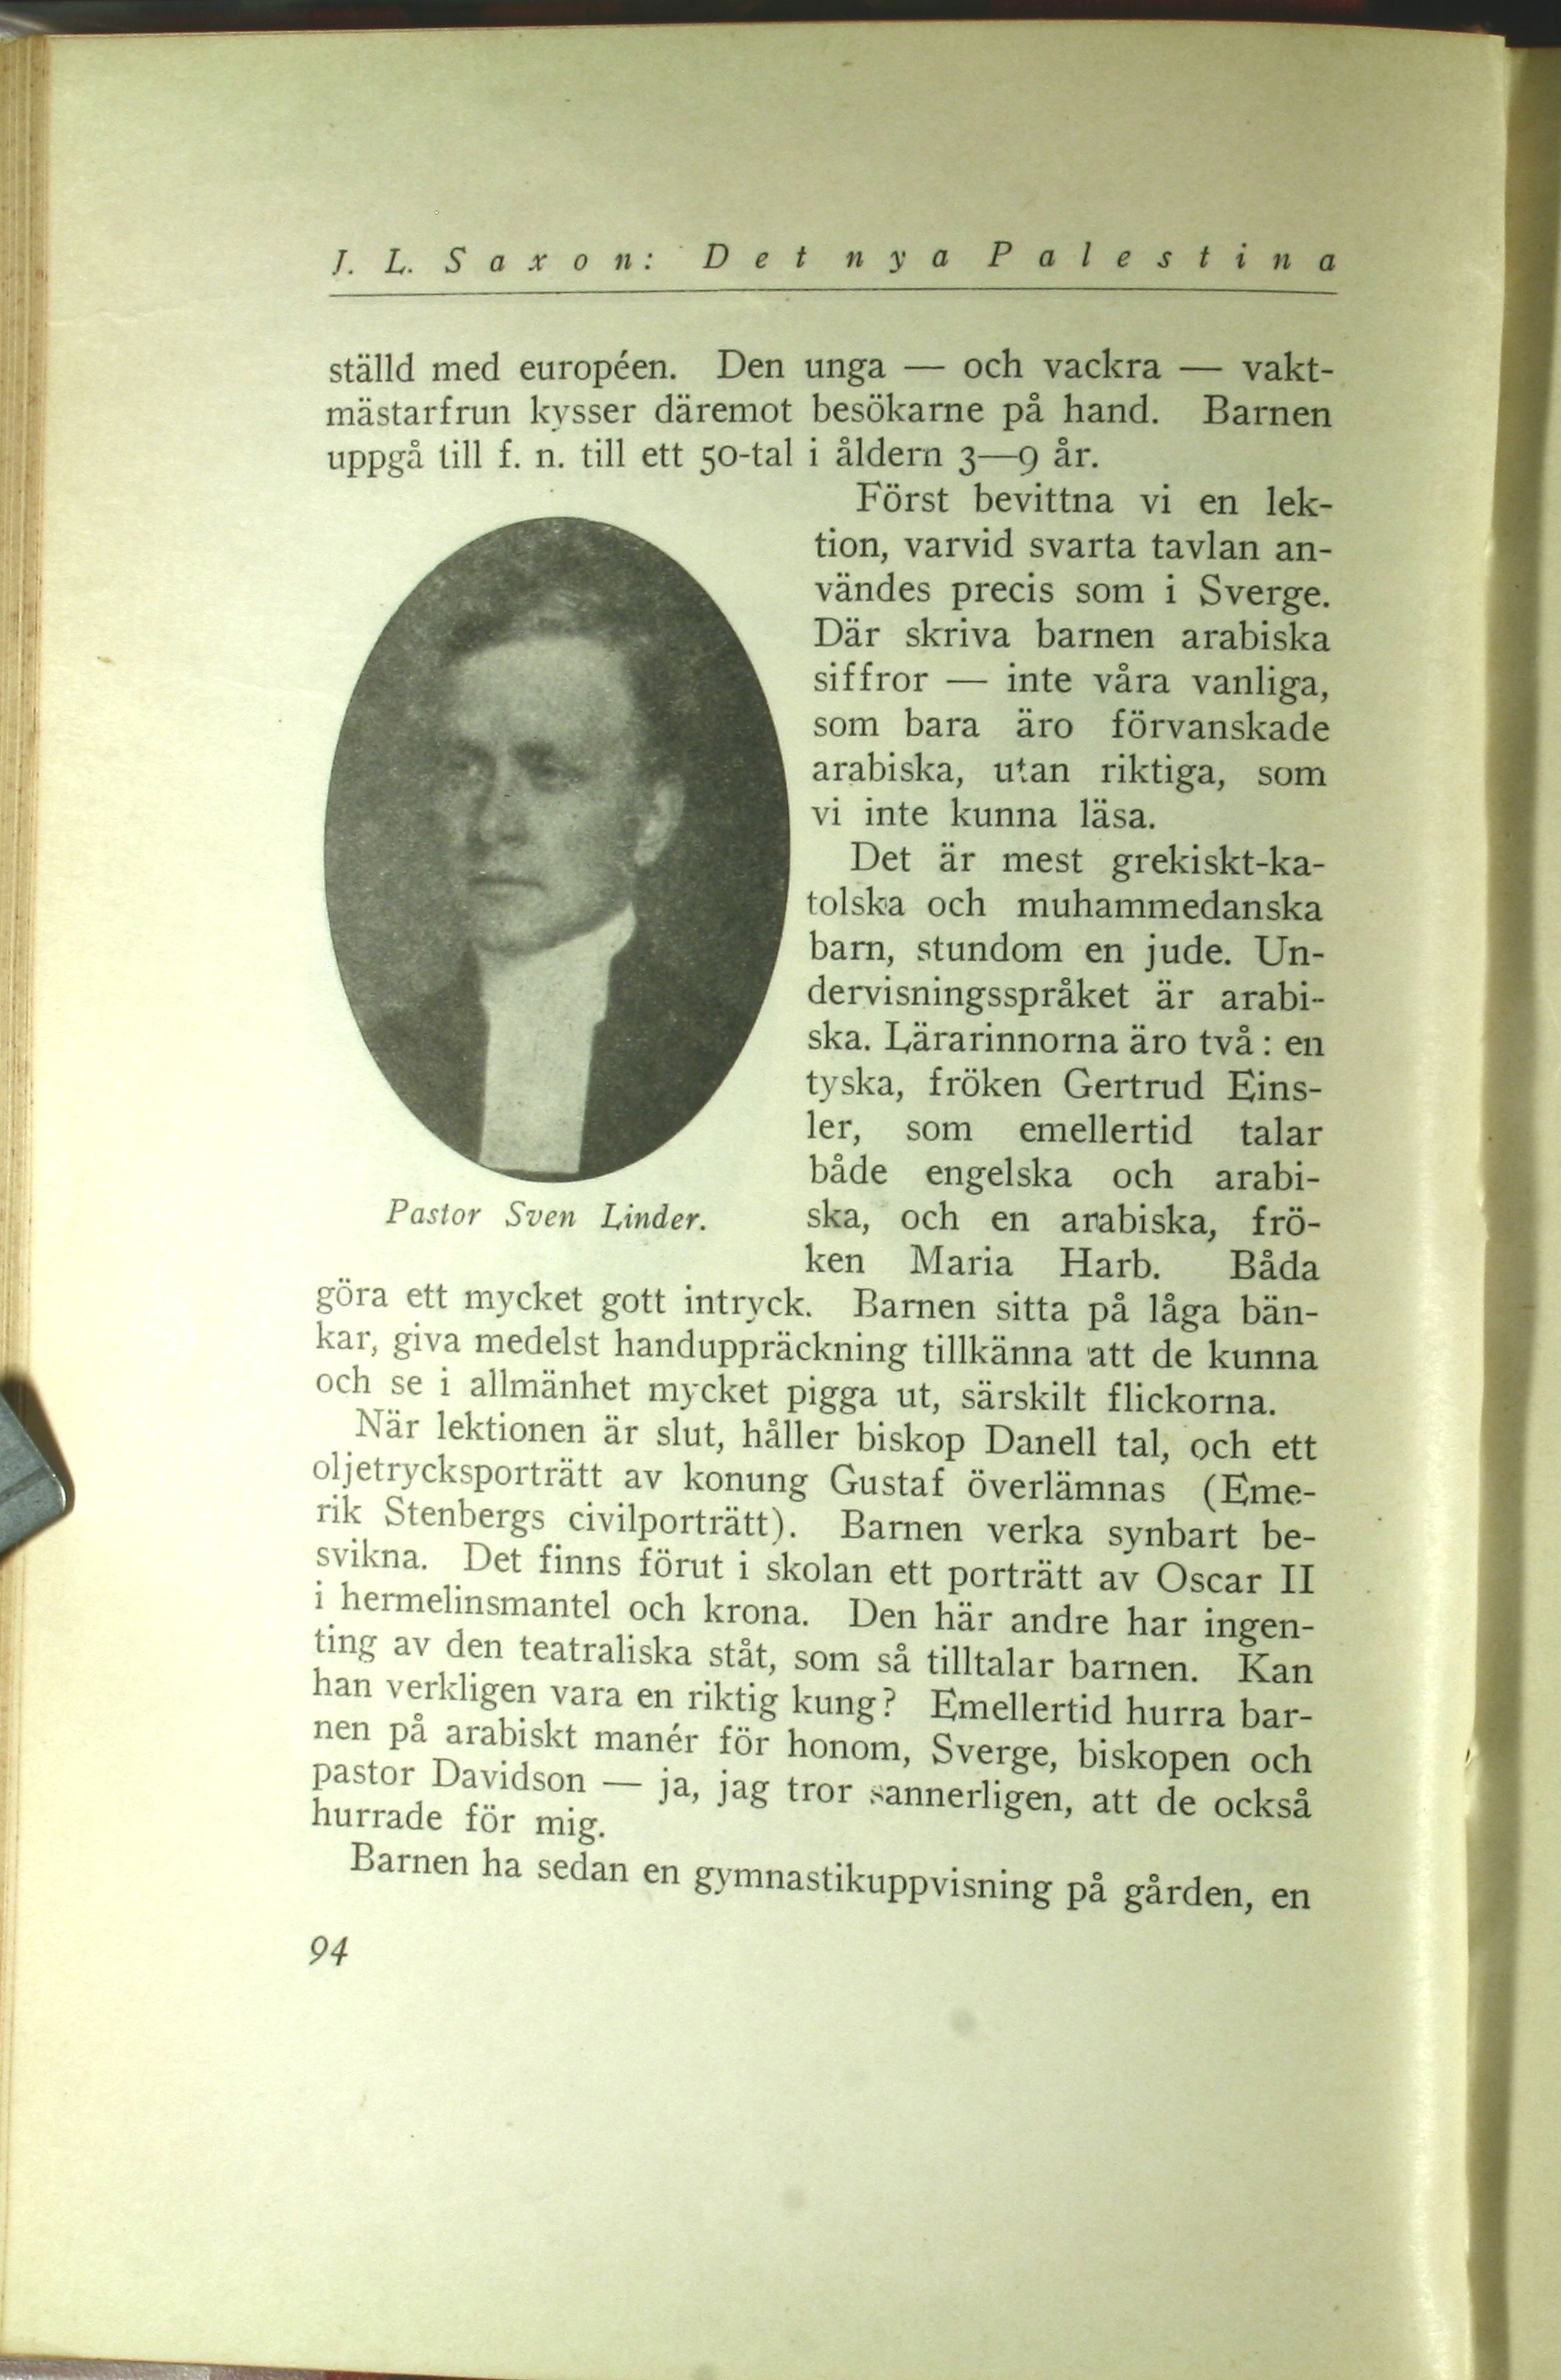 J. L. Saxon: Det nya Palestina
ställd med européen. Den unga — och vackra — vakt-
mästarfrun kysser däremot besökarne på hand. Barnen
uppgå till f. n. till ett 50-tal i åldern 3—9 år.
Först bevittna vi en lek-
tion, varvid svarta tavlan an-
vändes precis som i Sverge.
Där skriva barnen arabiska
siffror — inte våra vanliga,
som bara äro förvanskade
arabiska, utan riktiga, som
vi inte kunna läsa.
Det är mest grekiskt-ka-
tolska och muhammedanska
barn, stundom en jude. Un-
dervisningsspråket är arabi-
ska. Lärarinnorna äro två: en
tyska, fröken Gertrud Eins-
ler, som emellertid talar
både engelska och arabi-
ska, och en arabiska, frö-
ken Maria Harb. Båda
Pastor Sven Linder.
göra ett mycket gott intryck. Barnen sitta på låga bän-
kar, giva medelst handuppräckning tillkänna att de kunna
och se i allmänhet mycket pigga ut, särskilt flickorna.
När lektionen är slut, håller biskop Danell tal, och ett
oljetrycksporträtt av konung Gustaf överlämnas (Eme-
rik Stenbergs civilporträtt). Barnen verka synbart be-
svikna. Det finns förut i skolan ett porträtt av Oscar II
i hermelinsmantel och krona. Den här andre har ingen-
ting av den teatraliska ståt, som så tilltalar barnen. Kan
han verkligen vara en riktig kung? Emellertid hurra bar-
nen på arabiskt manér för honom, Sverge, biskopen och
pastor Davidson — ja, jag tror sannerligen, att de också
hurrade för mig.
Barnen ha sedan en gymnastikuppvisning på gården, en
94